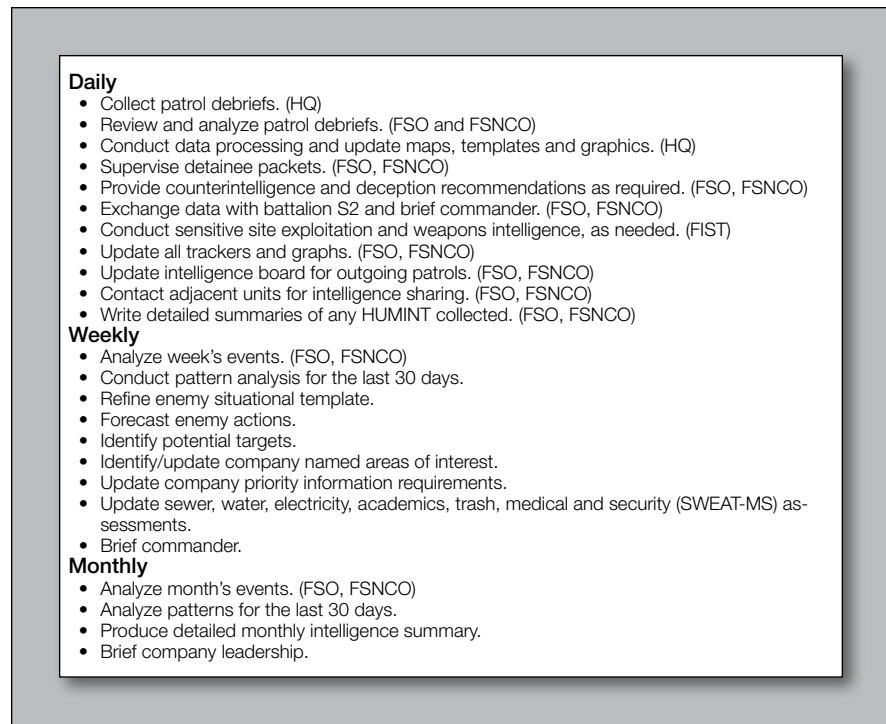 Daily
• Collect patrol debriefs. (HQ)
• Review and analyze patrol debriefs. (FSO and FSNCO)
• Conduct data processing and update maps, templates and graphics. (HQ)
• Supervise detainee packets. (FSO, FSNCO)
• Provide counterintelligence and deception recommendations as required. (FSO, FSNCO)
• Exchange data with battalion S2 and brief commander. (FSO, FSNCO)
• Conduct sensitive site exploitation and weapons intelligence, as needed. (FIST)
• Update all trackers and graphs. (FSO, FSNCO)
• Update intelligence board for outgoing patrols. (FSO, FSNCO)
• Contact adjacent units for intelligence sharing. (FSO, FSNCO)
• Write detailed summaries of any HUMINT collected. (FSO, FSNCO)
Weekly
• Analyze week's events. (FSO, FSNCO)
• Conduct pattern analysis for the last 30 days.
• Refine enemy situational template.
• Forecast enemy actions.
• Identify potential targets.
• Identify/update company named areas of interest.
• Update company priority information requirements.
• Update sewer, water, electricity, academics, trash, medical and security (SWEAT-MS) as-
sessments.
• Brief commander.
Monthly
• Analyze month's events. (FSO, FSNCO)
• Analyze patterns for the last 30 days.
• Produce detailed monthly intelligence summary.
• Brief company leadership.